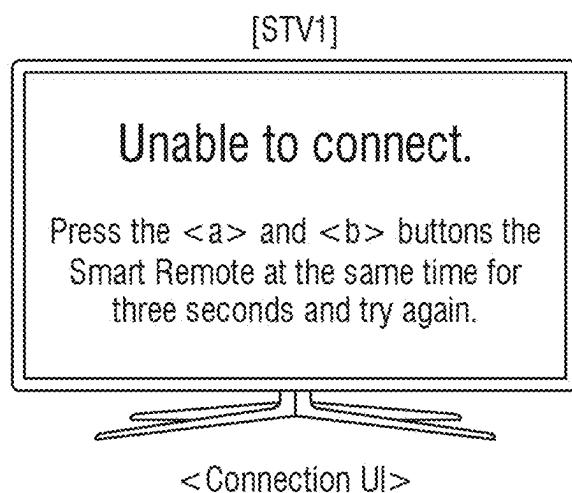 [STV1]
Unable to connect.
Press the <a> and <b> buttons the
Smart Remote at the same time for
three seconds and try again.
<Connection UI>